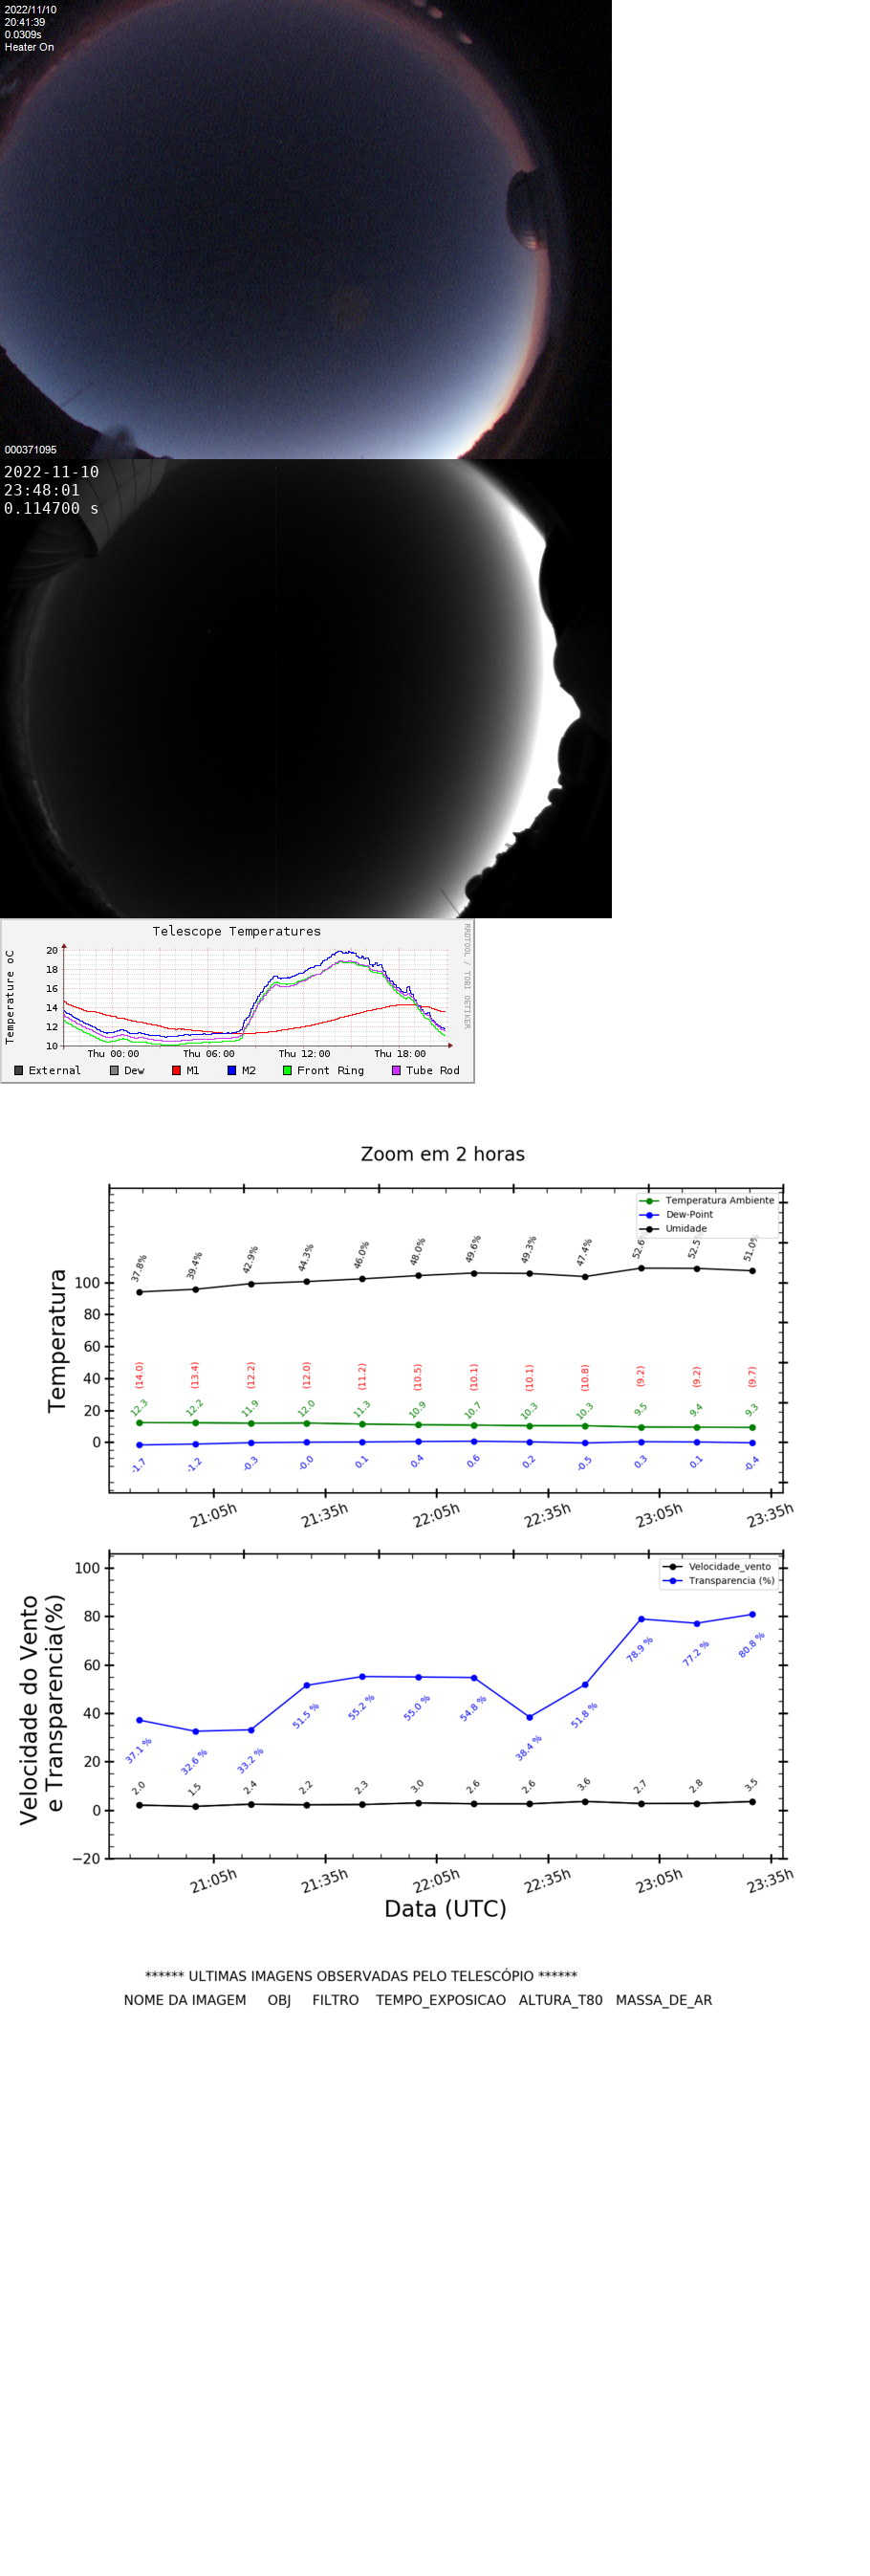 2022/11/10
20:41:39
0.0309s
Heater On
000371095
2022-11-10
23:48:01
0.114700 s
Telescope Temperatures
RRDTOOL / TOBI OETIKER
Temperature oC
20
18
16
14
12
10
Thu 00:00 Thu 06:00 Thu 12:00 Thu 18:00
External Dew M1 M2 Front Ring Tube Rod
Zoom em 2 horas
Temperatura Ambiente
Dew-Point
Umidade
Temperatura
100
80
60
40
20
0
37.8% 39.4% 42.9% 44.3% 46.0% 48.0% 49.6% 49.3% 47.4% 52.6 52.5 51.0%
(14.0) (13.4) (12.2) (12.0) (11.2) (10.5) (10.1) (10.1) (10.8) (9.2) (9.2) (9.7)
12.3 12.2 11.9 12.0 11.3 10.9 10.7 10.3 10.3 9.5 9.4 9.3
-1.7 -1.2 -0.3 -0.0 0.1 0.4 0.6 0.2 -0.5 0.3 0.1 -0.4
21:05h 21:35h 22:05h 22:35h 23:05h 23:35h
Velocidade_vento
Transparencia (%)
Velocidade do Vento
e Transparencia(%)
100
80
60
40
20
0
−20
37.1 % 32.6 % 33.2 % 51.5 % 55.2 % 55.0 % 54.8 % 38.4 % 51.8 % 78.9 % 77.2 % 80.8 %
2.0 1.5 2.4 2.2 2.3 3.0 2.6 2.6 3.6 2.7 2.8 3.5
21:05h 21:35h 22:05h 22:35h 23:05h 23:35h
Data (UTC)
****** ULTIMAS IMAGENS OBSERVADAS PELO TELESCÓPIO ******
NOME DA IMAGEM OBJ FILTRO TEMPO_EXPOSICAO ALTURA_T80 MASSA_DE_AR